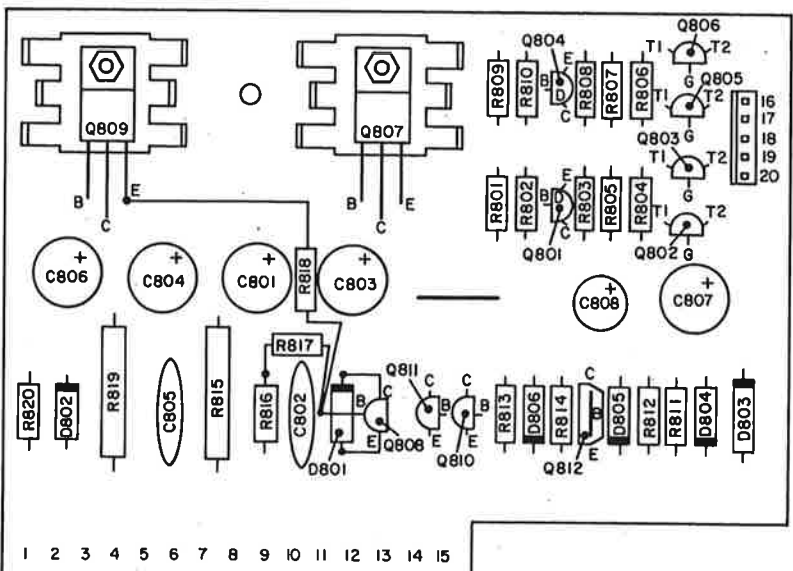 Q806
Q804
T1 T2
E
G
Q805
R809 R810 B D R808 R807 R806
C
T1 T2
G
16
17
18
19
20
Q809
Q807
Q803
T1 T2
G
B C E
B C E
R801 R802 B D E C R803 R805 R804
T1 T2
G
Q801
Q802
+ C806
+ C804
+ C801
R818
+ C803
+ C808
+ C807
R820
D802
R819
C805
R815
R817
R816
C802
D801
B C E
Q808
Q811
C B E
C B E
Q810
R813
D806
R814
C B E
Q812
D805
R812
R811
D804
D803
1 2 3 4 5 6 7 8 9 10 11 12 13 14 15